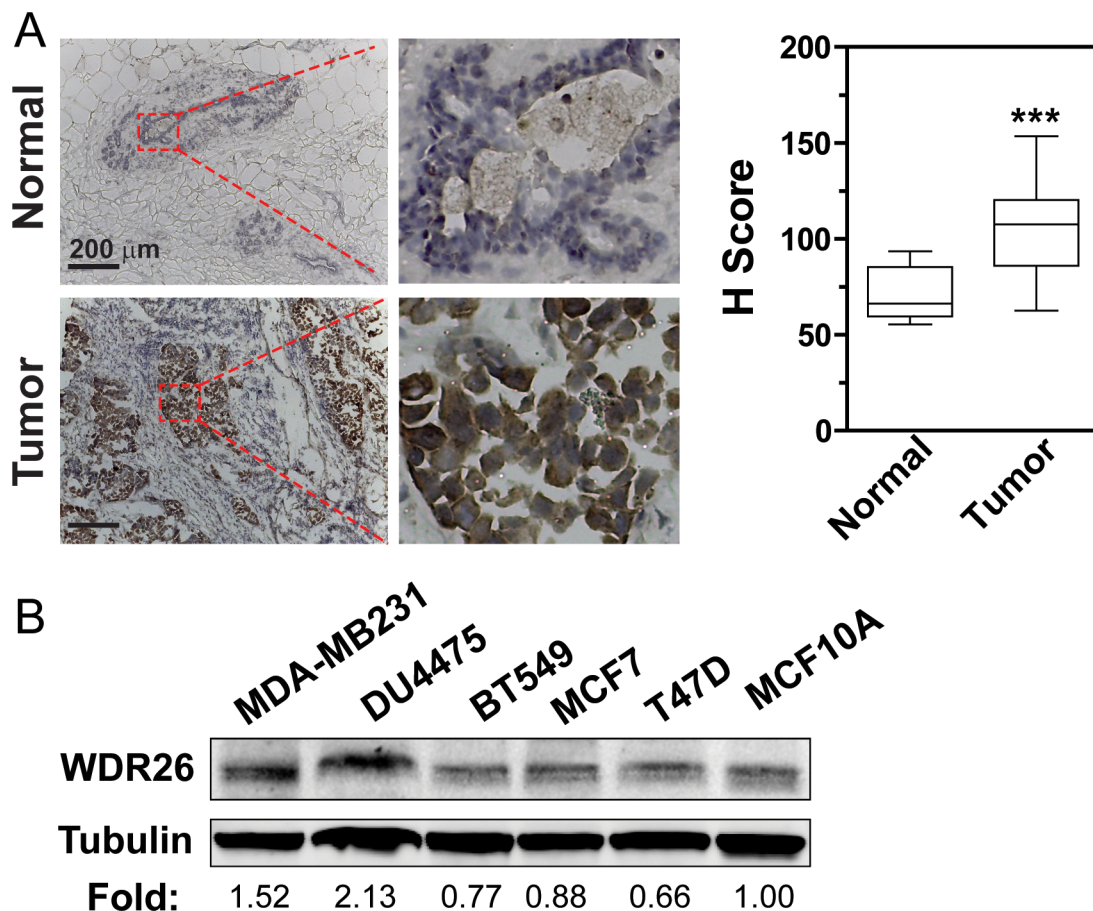 A
Normal
200 μm
Tumor
H Score
200
150
100
50
0
***
Normal
Tumor
B
MDA-MB231
DU4475
BT549
MCF7
T47D
MCF10A
WDR26
Tubulin
Fold: 1.52 2.13 0.77 0.88 0.66 1.00